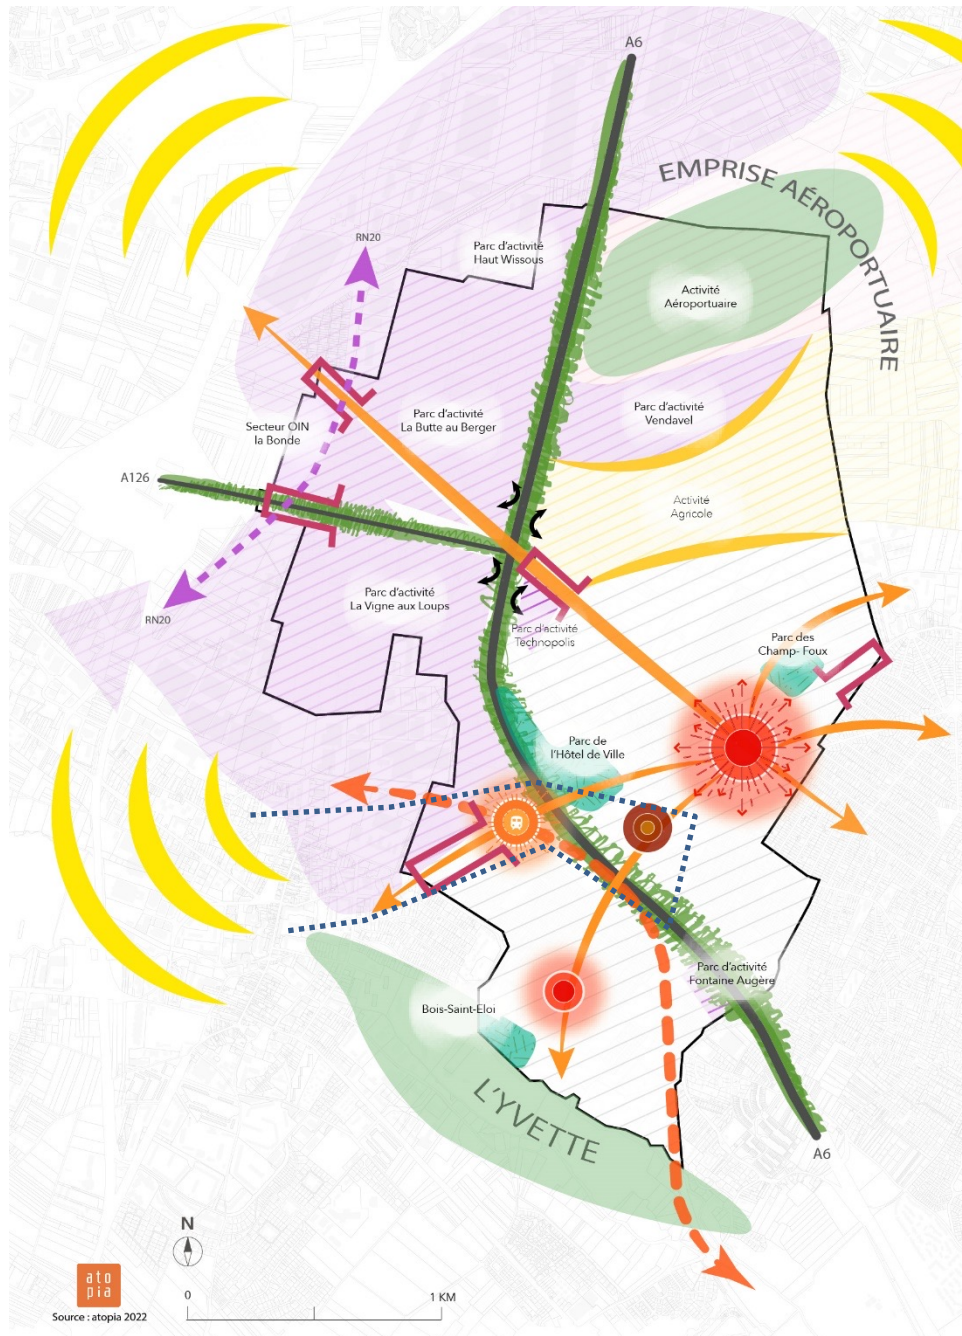 A6
EMPRISE AÉROPORTUAIRE
RN20
Parc d'activité
Haut Wissous
Activité
Aéroportuaire
Parc d'activité
La Butte au Berger
Parc d'activité
Vendavel
Secteur OIN
la Bonde
A126
Activité
Agricole
Parc d'activité
La Vigne aux Loups
RN20
Parc d'activité
Technopolis
Parc des
Champ- Foux
Parc de
l'Hôtel de Ville
Parc d'activité
Fontaine Augère
Bois-Saint-Eloi
L'YVETTE
A6
N
0
1 KM
ato
pia
Source : atopia 2022